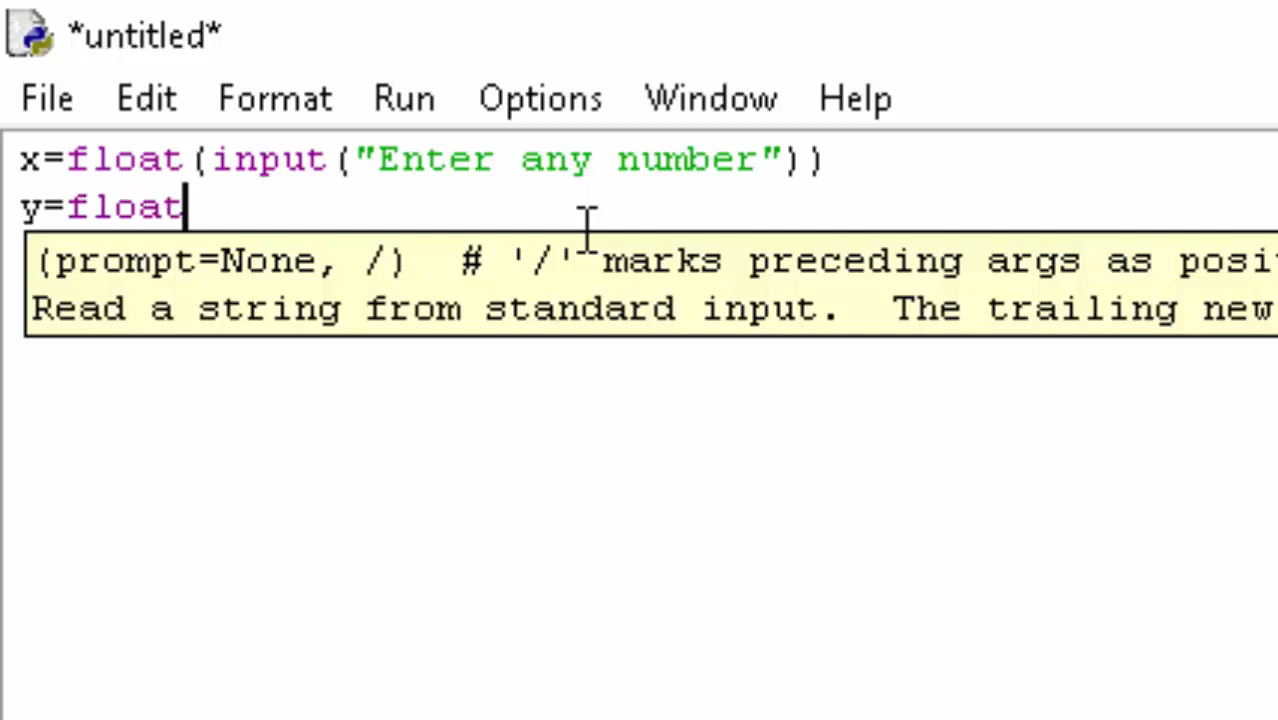 *untitled*
File Edit Format Run Options Window Help
x=float(input("Enter any number"))
y=float
(prompt=None, /)  # '/' marks preceding args as posi
Read a string from standard input.  The trailing new